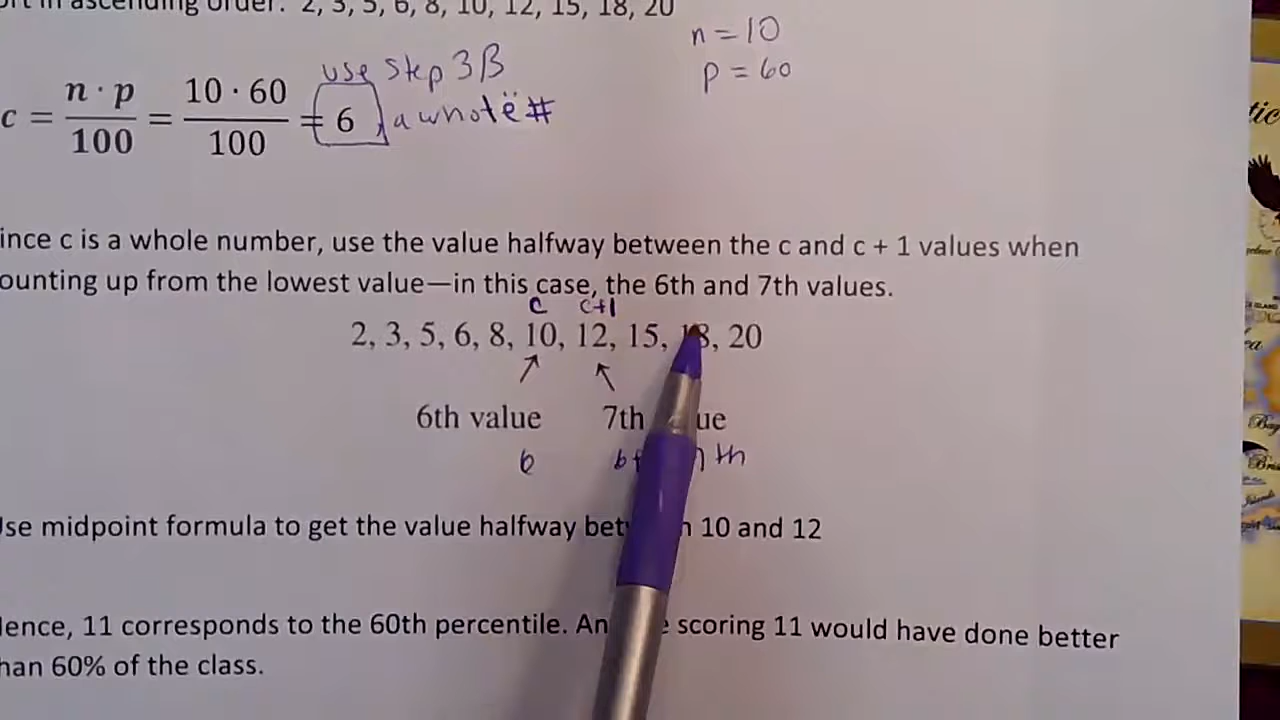 ort in ascending order: 2, 3, 5, 6, 8, 10, 12, 15, 18, 20
n = 10
p = 60
use step 3B
c = n · p / 100 = 10 · 60 / 100 = 6 , a whole #
ince c is a whole number, use the value halfway between the c and c + 1 values when
ounting up from the lowest value—in this case, the 6th and 7th values.
c c+1
2, 3, 5, 6, 8, 10, 12, 15, 18, 20
6th value 7th ue
6 th
se midpoint formula to get the value halfway bet n 10 and 12
ence, 11 corresponds to the 60th percentile. An e scoring 11 would have done better
han 60% of the class.
tic